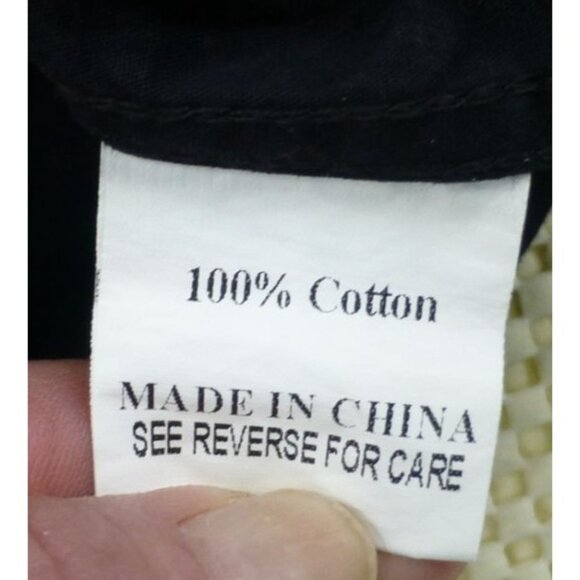 100% Cotton
MADE IN CHINA
SEE REVERSE FOR CARE